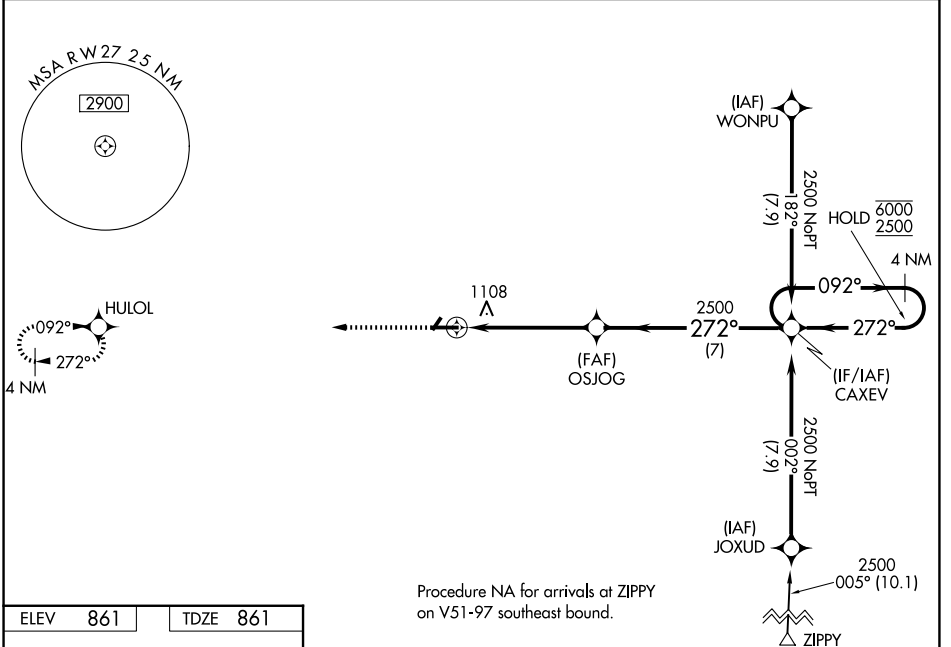 MSA RW27 25 NM
2900
(IAF)
WONPU
2500 NoPT
182°
(7.9)
HOLD 6000
2500
4 NM
092°
272°
HULOL
092°
272°
4 NM
1108
2500
272°
(7)
(FAF)
OSJOG
(IF/IAF)
CAXEV
2500 NoPT
002°
(7.9)
(IAF)
JOXUD
2500
005° (10.1)
ZIPPY
Procedure NA for arrivals at ZIPPY
on V51-97 southeast bound.
ELEV 861
TDZE 861